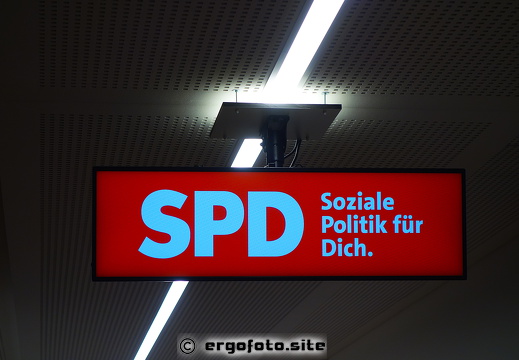 SPD
Soziale
Politik für
Dich.
© ergofoto.site